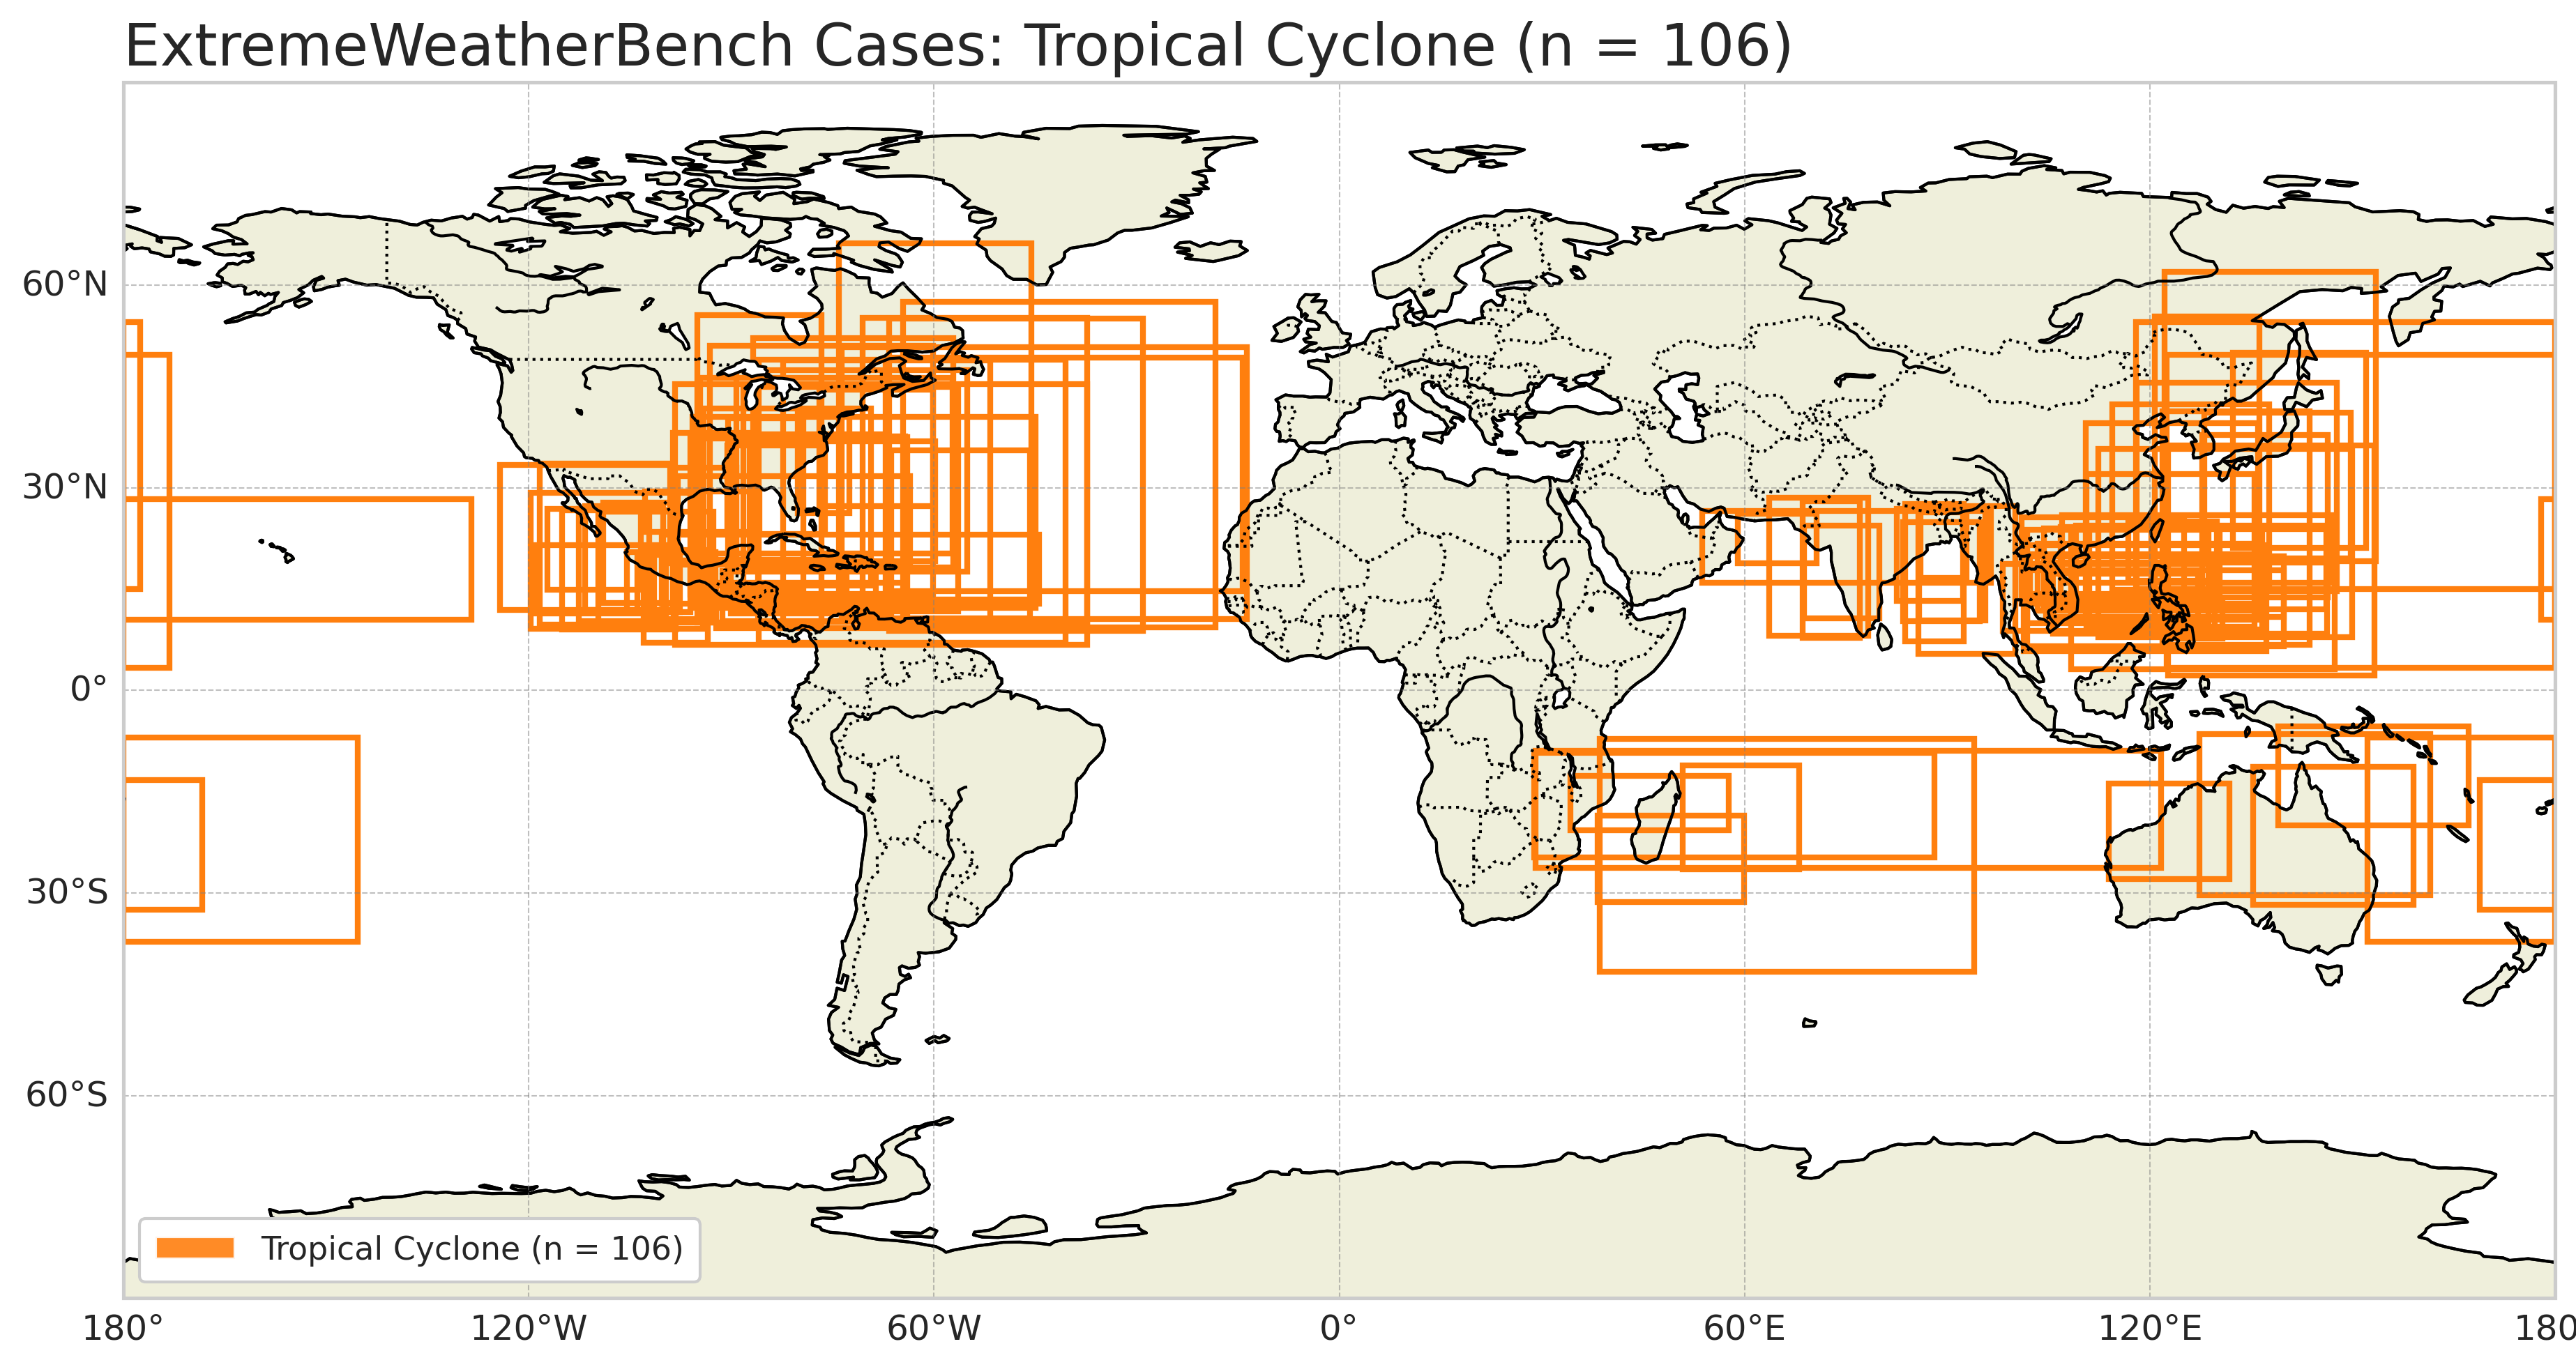 ExtremeWeatherBench Cases: Tropical Cyclone (n = 106)
60°N
30°N
0°
30°S
60°S
Tropical Cyclone (n = 106)
180° 120°W 60°W 0° 60°E 120°E 180